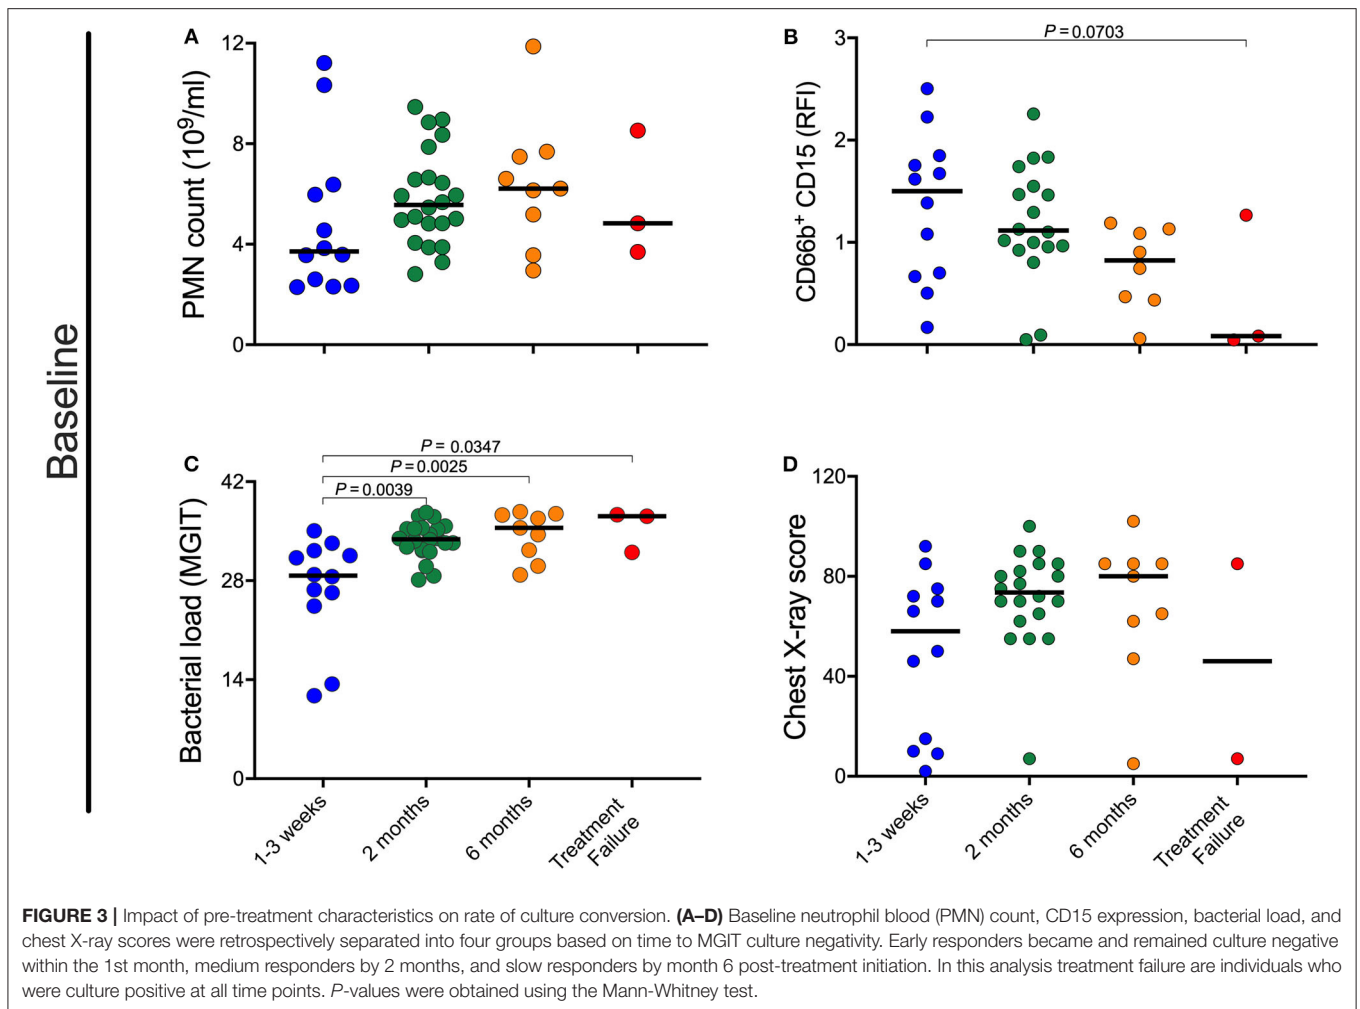 Baseline
A
PMN count (10⁹/ml)
12
8
4
0
B
CD66b⁺ CD15 (RFI)
P = 0.0703
3
2
1
0
C
Bacterial load (MGIT)
P = 0.0347
P = 0.0025
P = 0.0039
42
28
14
0
1-3 weeks
2 months
6 months
Treatment
Failure
D
Chest X-ray score
120
80
40
0
1-3 weeks
2 months
6 months
Treatment
Failure
FIGURE 3 | Impact of pre-treatment characteristics on rate of culture conversion. (A–D) Baseline neutrophil blood (PMN) count, CD15 expression, bacterial load, and
chest X-ray scores were retrospectively separated into four groups based on time to MGIT culture negativity. Early responders became and remained culture negative
within the 1st month, medium responders by 2 months, and slow responders by month 6 post-treatment initiation. In this analysis treatment failure are individuals who
were culture positive at all time points. P-values were obtained using the Mann-Whitney test.